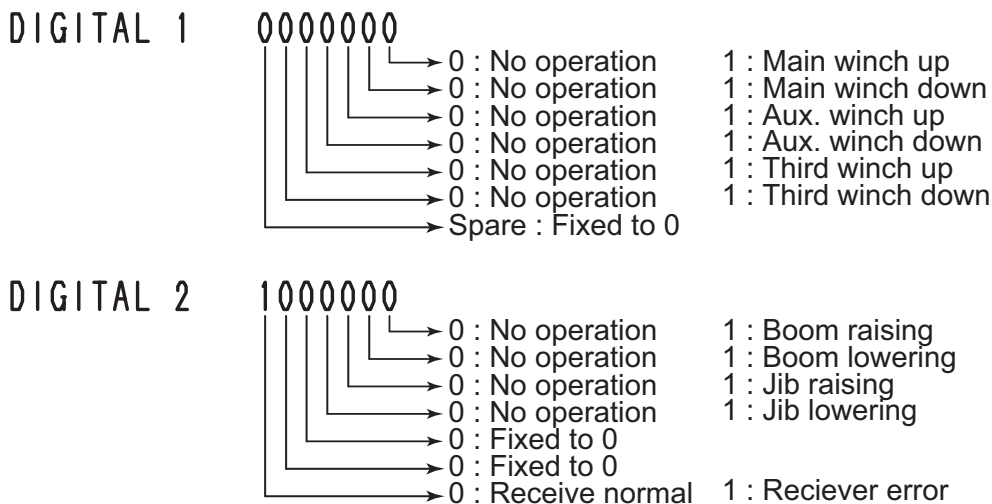 DIGITAL 1 0000000
0 : No operation 1 : Main winch up
0 : No operation 1 : Main winch down
0 : No operation 1 : Aux. winch up
0 : No operation 1 : Aux. winch down
0 : No operation 1 : Third winch up
0 : No operation 1 : Third winch down
Spare : Fixed to 0
DIGITAL 2 1000000
0 : No operation 1 : Boom raising
0 : No operation 1 : Boom lowering
0 : No operation 1 : Jib raising
0 : No operation 1 : Jib lowering
0 : Fixed to 0
0 : Fixed to 0
0 : Receive normal 1 : Reciever error